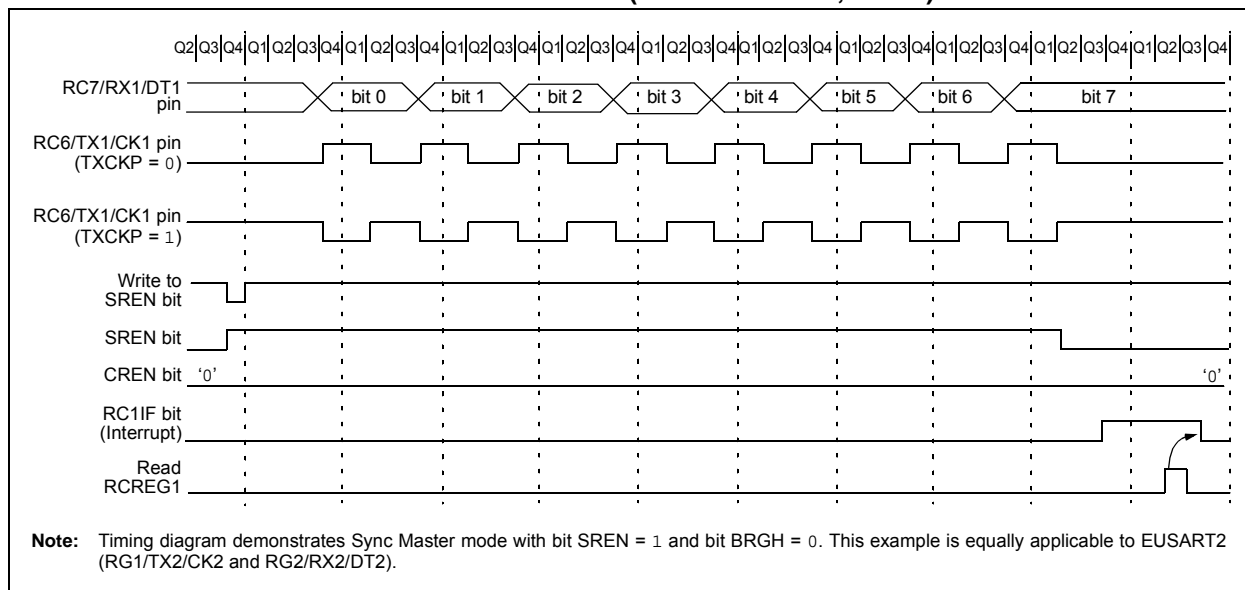 Q2 Q3 Q4 Q1 Q2 Q3 Q4 Q1 Q2 Q3 Q4 Q1 Q2 Q3 Q4 Q1 Q2 Q3 Q4 Q1 Q2 Q3 Q4 Q1 Q2 Q3 Q4 Q1 Q2 Q3 Q4 Q1 Q2 Q3 Q4 Q1 Q2 Q3 Q4 Q1 Q2 Q3 Q4
RC7/RX1/DT1
pin
bit 0 bit 1 bit 2 bit 3 bit 4 bit 5 bit 6 bit 7
RC6/TX1/CK1 pin
(TXCKP = 0)
RC6/TX1/CK1 pin
(TXCKP = 1)
Write to
SREN bit
SREN bit
CREN bit ‘0’ ‘0’
RC1IF bit
(Interrupt)
Read
RCREG1
Note: Timing diagram demonstrates Sync Master mode with bit SREN = 1 and bit BRGH = 0. This example is equally applicable to EUSART2
(RG1/TX2/CK2 and RG2/RX2/DT2).